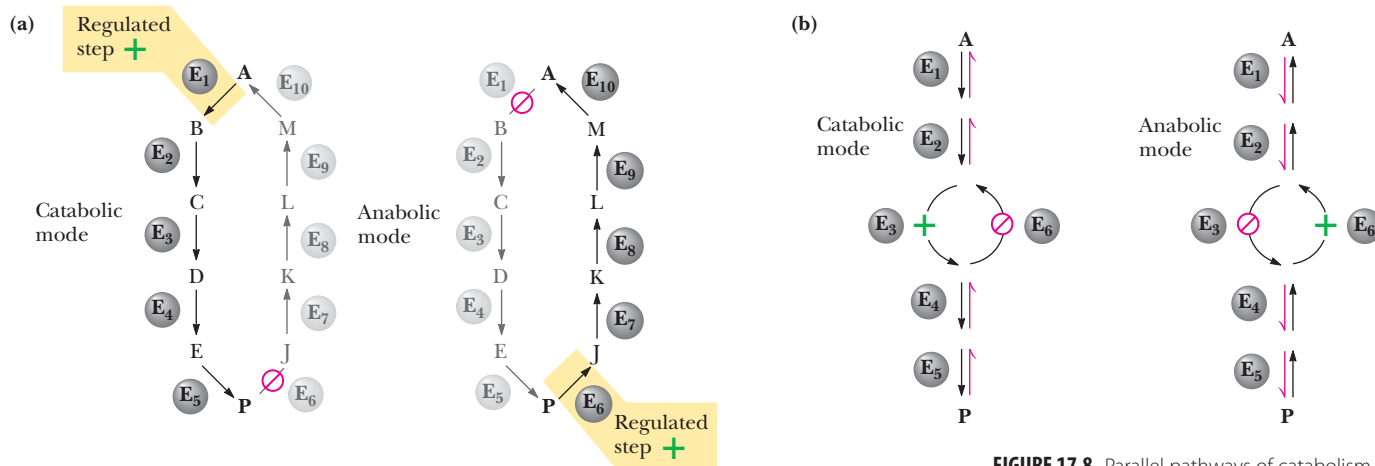 (a)
Regulated
step +
E1
A
E10
B
M
E2
E9
C
L
Catabolic
mode
E3
E8
D
K
E4
E7
E
J
E5
P
E6
E1
A
E10
B
M
E2
E9
C
L
Anabolic
mode
E3
E8
D
K
E4
E7
E
J
E5
P
E6
Regulated
step +
(b)
A
E1
Catabolic
mode
E2
E3
+
E6
E4
E5
P
A
E1
Anabolic
mode
E2
E3
+
E6
E4
E5
P
FIGURE 17.8 Parallel pathways of catabolism